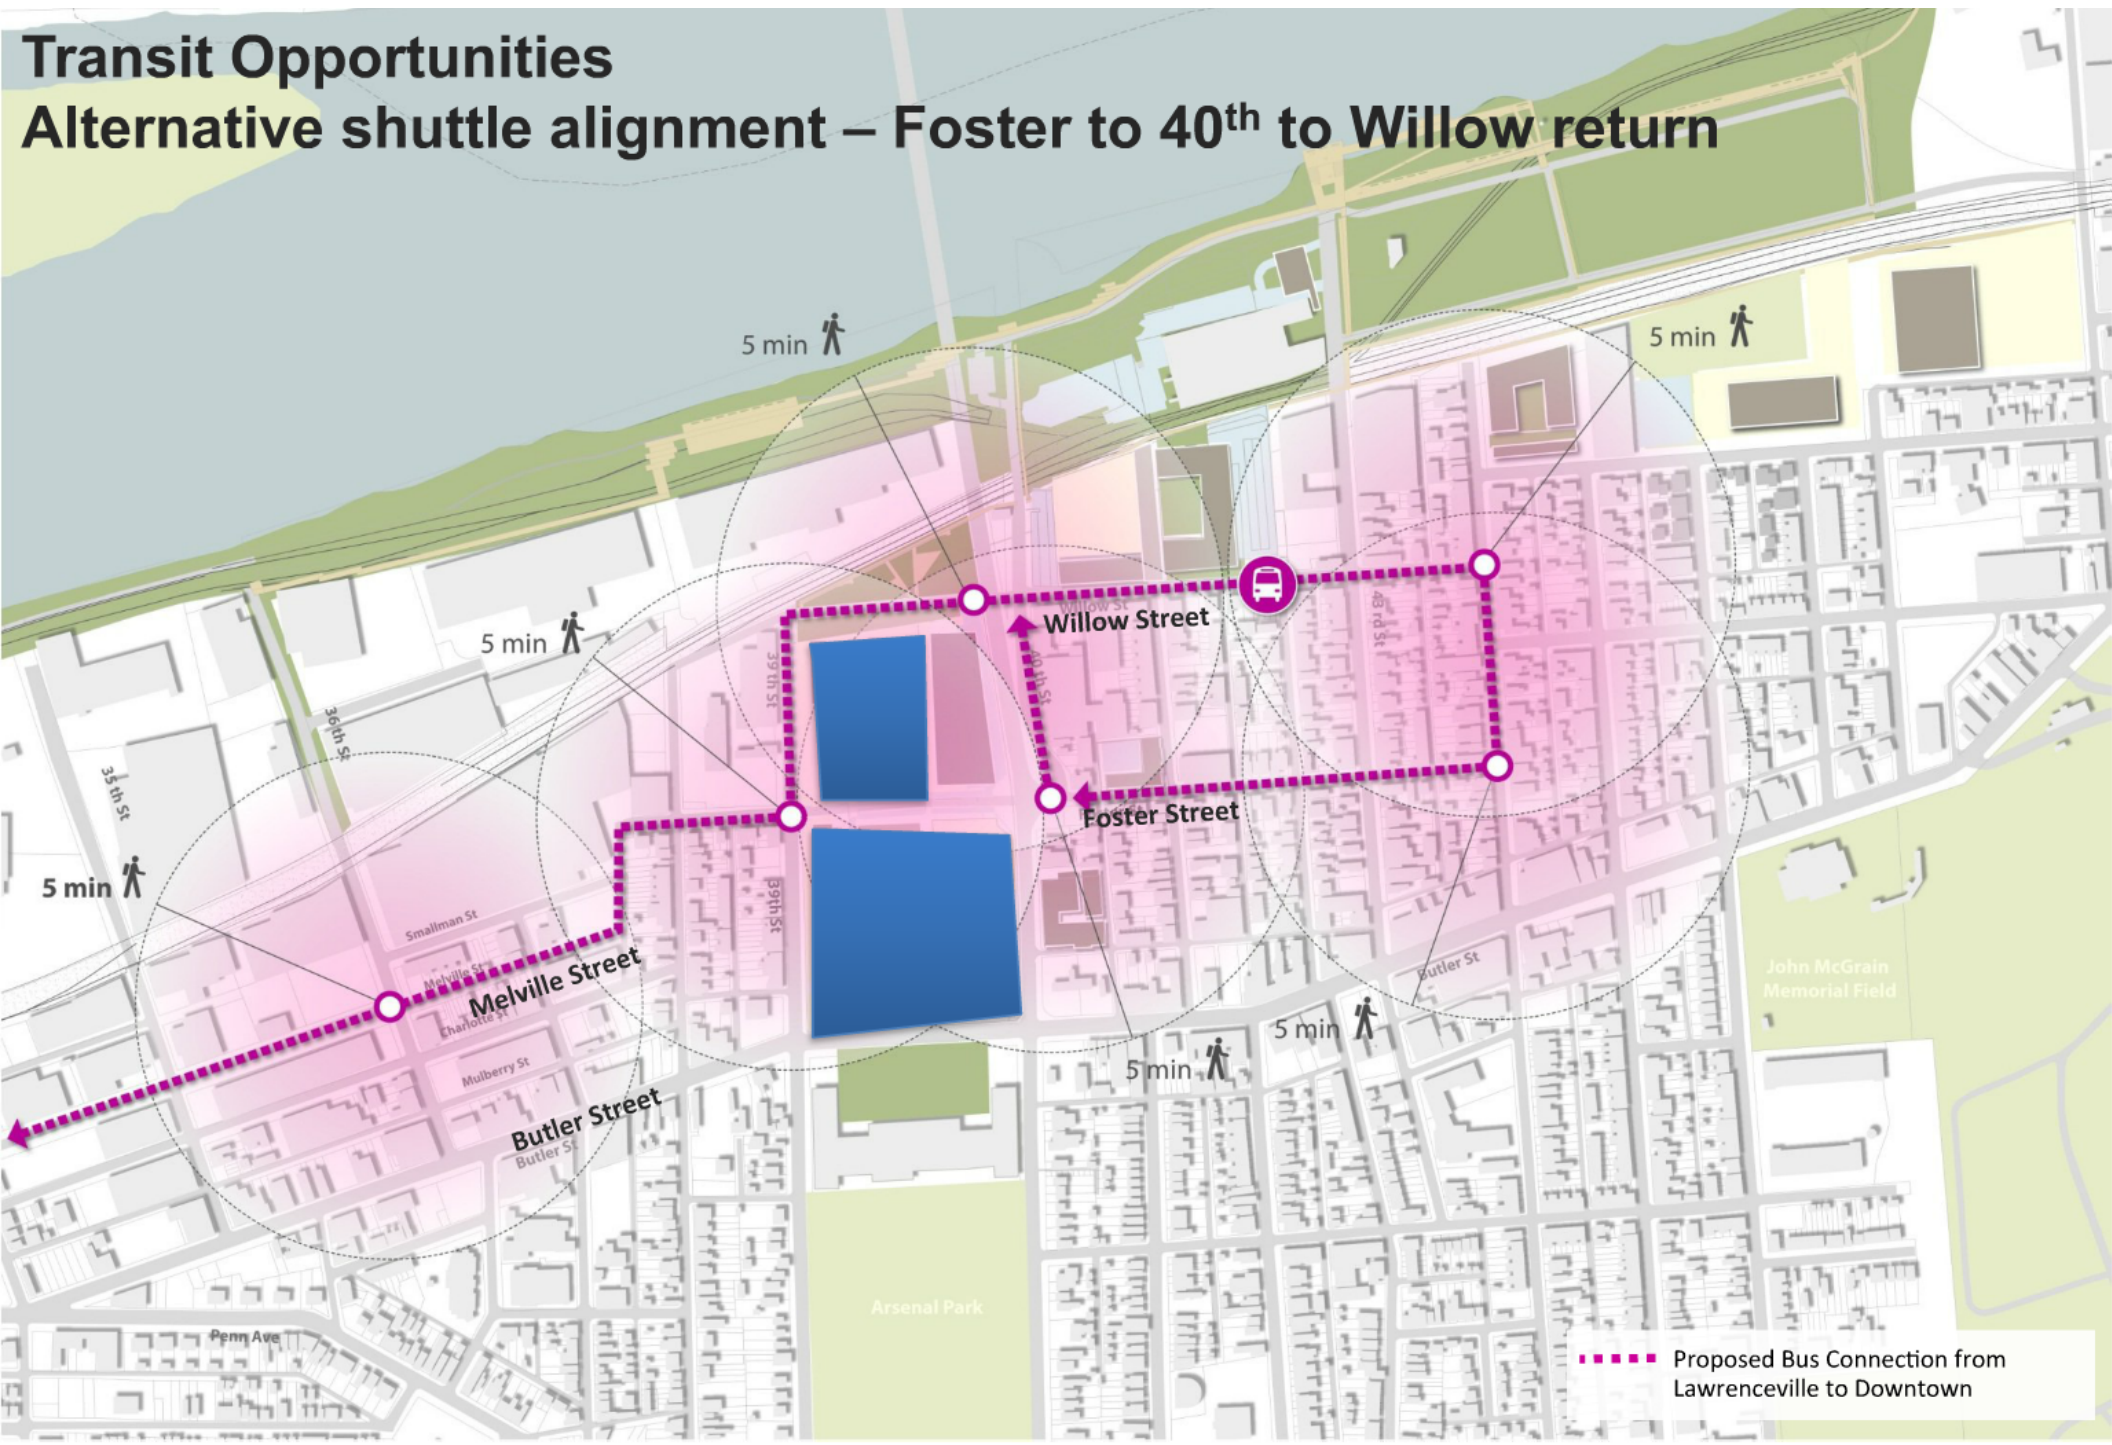 Transit Opportunities
Alternative shuttle alignment – Foster to 40th to Willow return
5 min
5 min
5 min
5 min
5 min
5 min
Willow St
Willow Street
39th St
40th St
43rd St
36th St
35th St
Foster Street
39th St
Smallman St
Melville St
Melville Street
Charlotte St
Mulberry St
Butler Street
Butler St
Butler St
John McGrain
Memorial Field
Arsenal Park
Penn Ave
Proposed Bus Connection from
Lawrenceville to Downtown